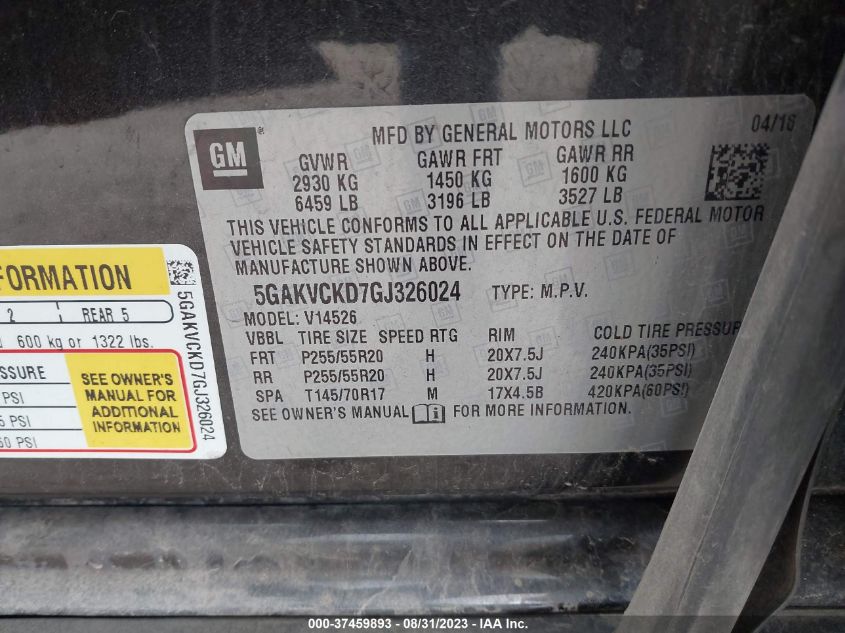 GM
®
MFD BY GENERAL MOTORS LLC
04/16
GVWR GAWR FRT GAWR RR
2930 KG 1450 KG 1600 KG
6459 LB 3196 LB 3527 LB
THIS VEHICLE CONFORMS TO ALL APPLICABLE U.S. FEDERAL MOTOR
VEHICLE SAFETY STANDARDS IN EFFECT ON THE DATE OF
MANUFACTURE SHOWN ABOVE.
5GAKVCKD7GJ326024 TYPE: M.P.V.
MODEL: V14526
VBBL TIRE SIZE SPEED RTG RIM COLD TIRE PRESSURE
FRT P255/55R20 H 20X7.5J 240KPA(35PSI)
RR P255/55R20 H 20X7.5J 240KPA(35PSI)
SPA T145/70R17 M 17X4.5B 420KPA(60PSI)
SEE OWNER'S MANUAL FOR MORE INFORMATION.
FORMATION
2 REAR 5
600 kg or 1322 lbs.
SSURE
PSI
5 PSI
60 PSI
SEE OWNER'S
MANUAL FOR
ADDITIONAL
INFORMATION
5GAKVCKD7GJ326024
000-37459893 - 08/31/2023 - IAA Inc.